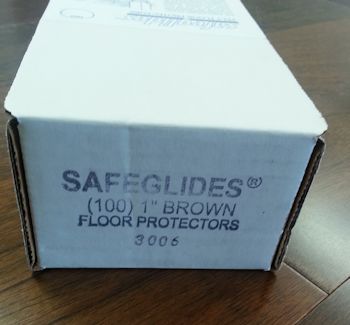 SAFEGLIDES®
(100) 1" BROWN
FLOOR PROTECTORS
3006